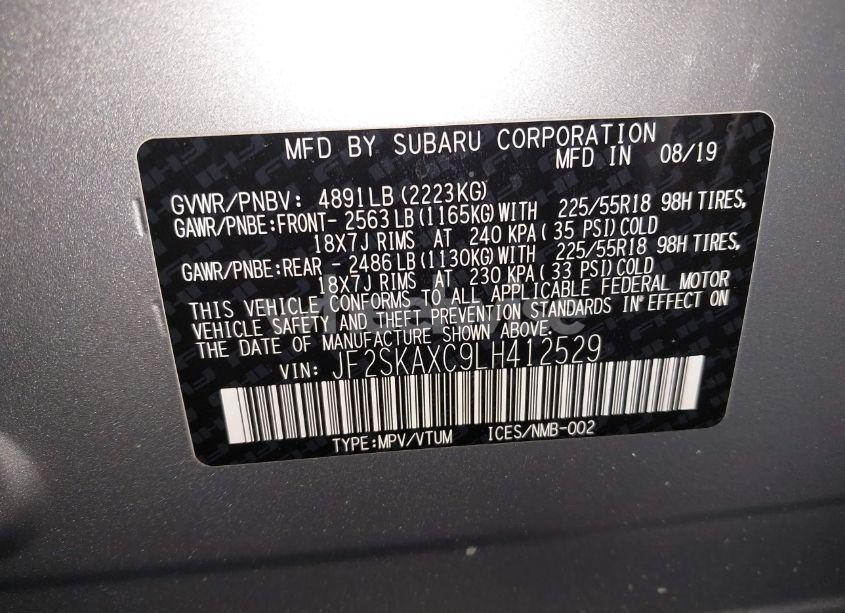 MFD BY SUBARU CORPORATION
MFD IN 08/19
GVWR/PNBV: 4891LB (2223KG)
GAWR/PNBE:FRONT- 2563LB (1165KG) WITH 225/55R18 98H TIRES,
18X7J RIMS AT 240 KPA ( 35 PSI) COLD
GAWR/PNBE:REAR - 2486LB (1130KG) WITH 225/55R18 98H TIRES,
18X7J RIMS AT 230 KPA ( 33 PSI) COLD
THIS VEHICLE CONFORMS TO ALL APPLICABLE FEDERAL MOTOR
VEHICLE SAFETY AND THEFT PREVENTION STANDARDS IN EFFECT ON
THE DATE OF MANUFACTURE SHOWN ABOVE.
VIN: JF2SKAXC9LH412529
TYPE:MPV/VTUM ICES/NMB-002